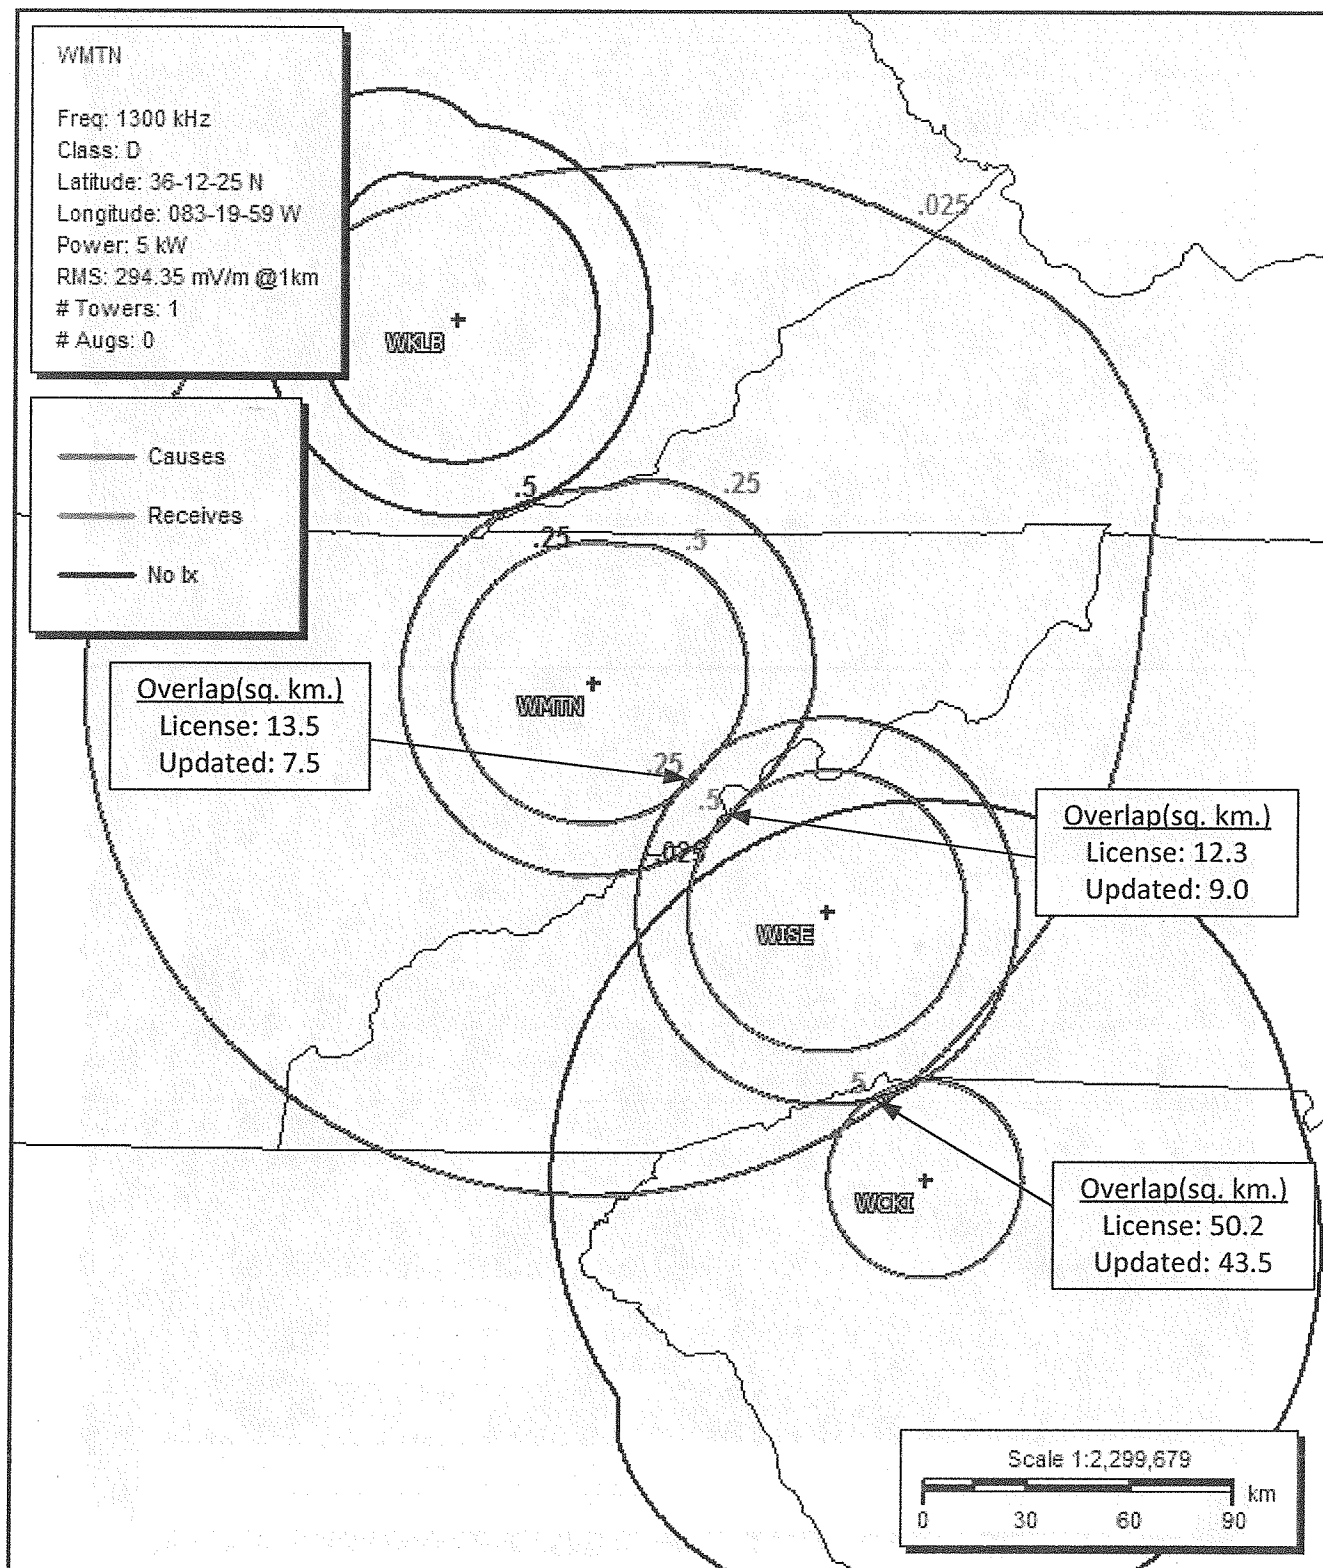 WMTN
Freq: 1300 kHz
Class: D
Latitude: 36-12-25 N
Longitude: 083-19-59 W
Power: 5 kW
RMS: 294.35 mV/m @1km
# Towers: 1
# Augs: 0
.025
WKLB
Causes
Receives
No Ix
.5
.25
.25
.5
Overlap(sq. km.)
License: 13.5
Updated: 7.5
WMTN
.25
.5
Overlap(sq. km.)
License: 12.3
Updated: 9.0
.025
WISE
.5
Overlap(sq. km.)
License: 50.2
Updated: 43.5
WCKI
Scale 1:2,299,679
km
0 30 60 90